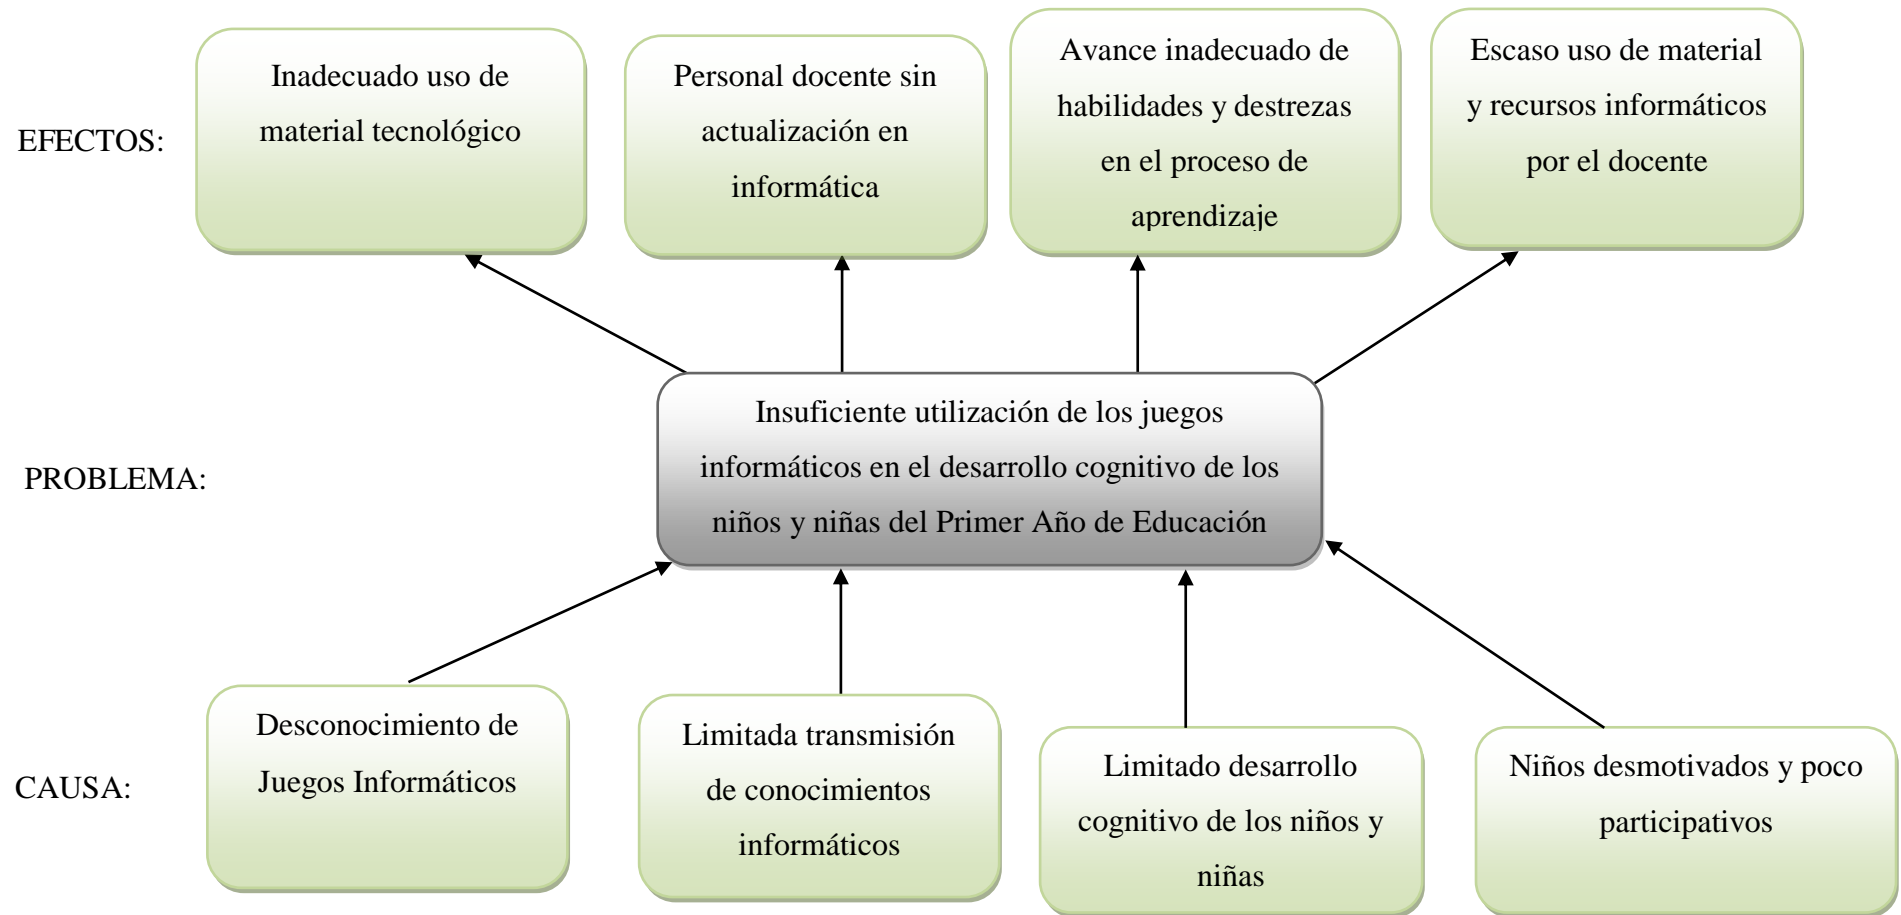 EFECTOS:
Inadecuado uso de
material tecnológico
Personal docente sin
actualización en
informática
Avance inadecuado de
habilidades y destrezas
en el proceso de
aprendizaje
Escaso uso de material
y recursos informáticos
por el docente
PROBLEMA:
Insuficiente utilización de los juegos
informáticos en el desarrollo cognitivo de los
niños y niñas del Primer Año de Educación
CAUSA:
Desconocimiento de
Juegos Informáticos
Limitada transmisión
de conocimientos
informáticos
Limitado desarrollo
cognitivo de los niños y
niñas
Niños desmotivados y poco
participativos